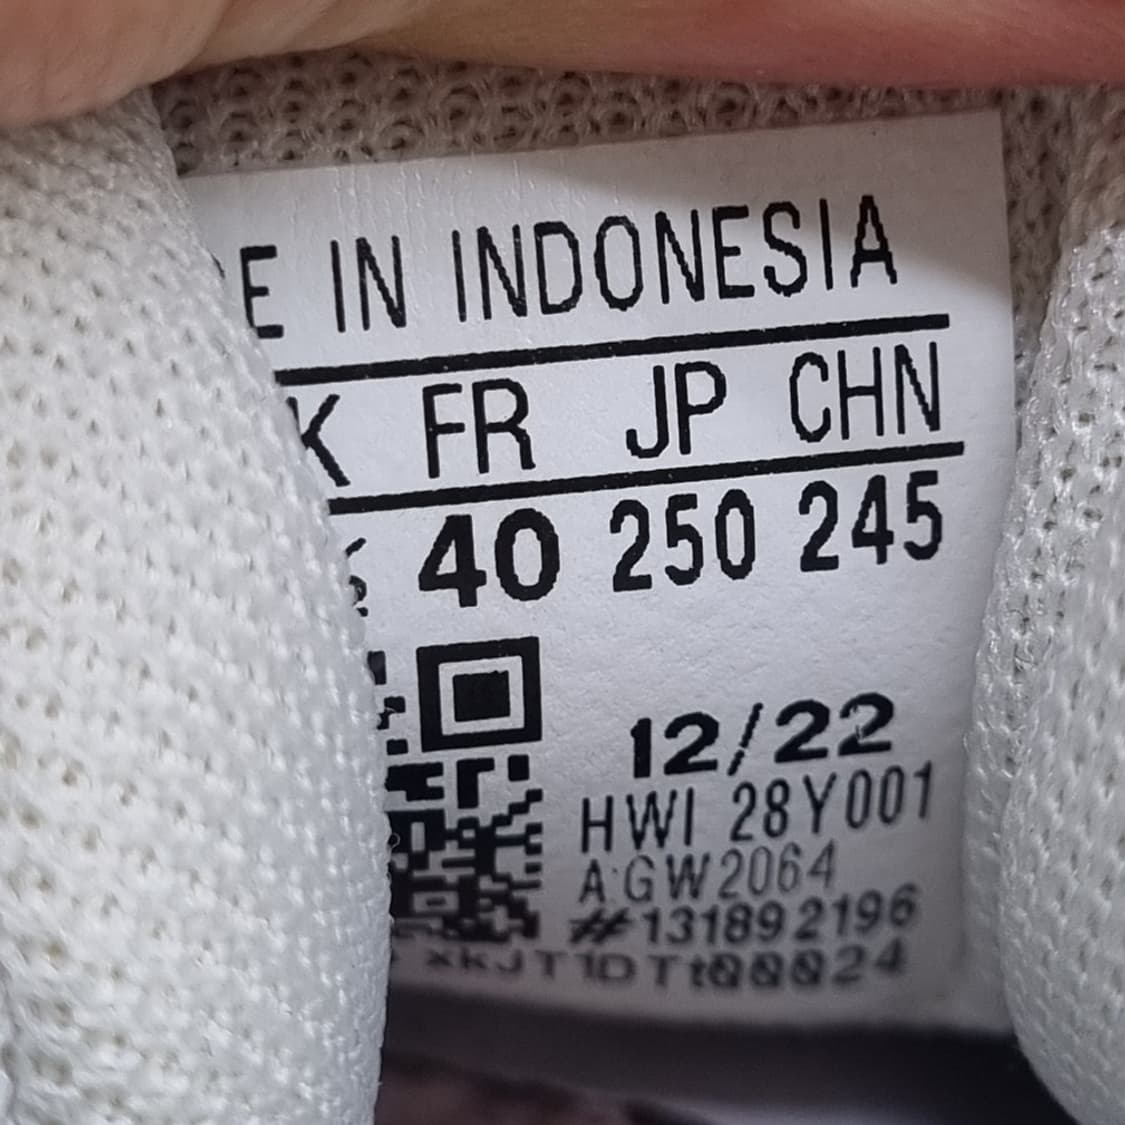 E IN INDONESIA
K FR JP CHN
40 250 245
12/22
HWI 28Y001
A:GW2064
#131892196